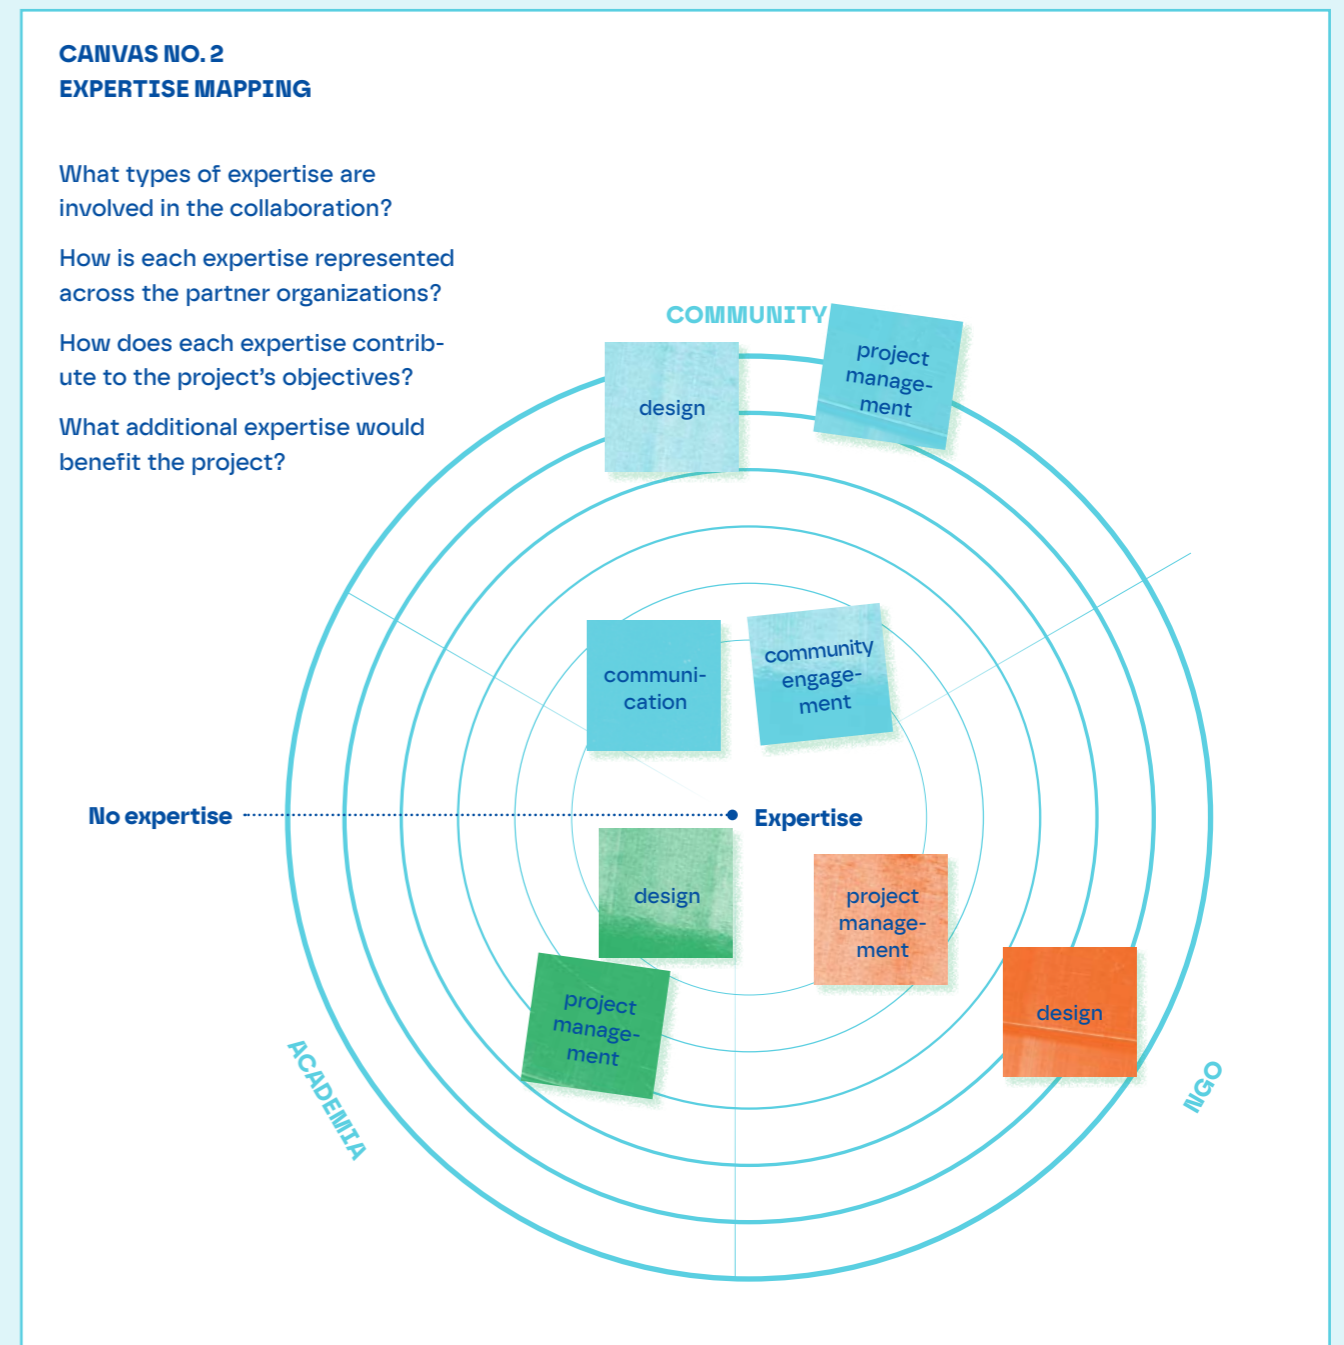 CANVAS NO. 2
EXPERTISE MAPPING
What types of expertise are
involved in the collaboration?
How is each expertise represented
across the partner organizations?
How does each expertise contrib-
ute to the project's objectives?
What additional expertise would
benefit the project?
COMMUNITY
design
project
manage-
ment
communi-
cation
community
engage-
ment
No expertise
Expertise
design
project
manage-
ment
project
manage-
ment
design
ACADEMIA
NGO